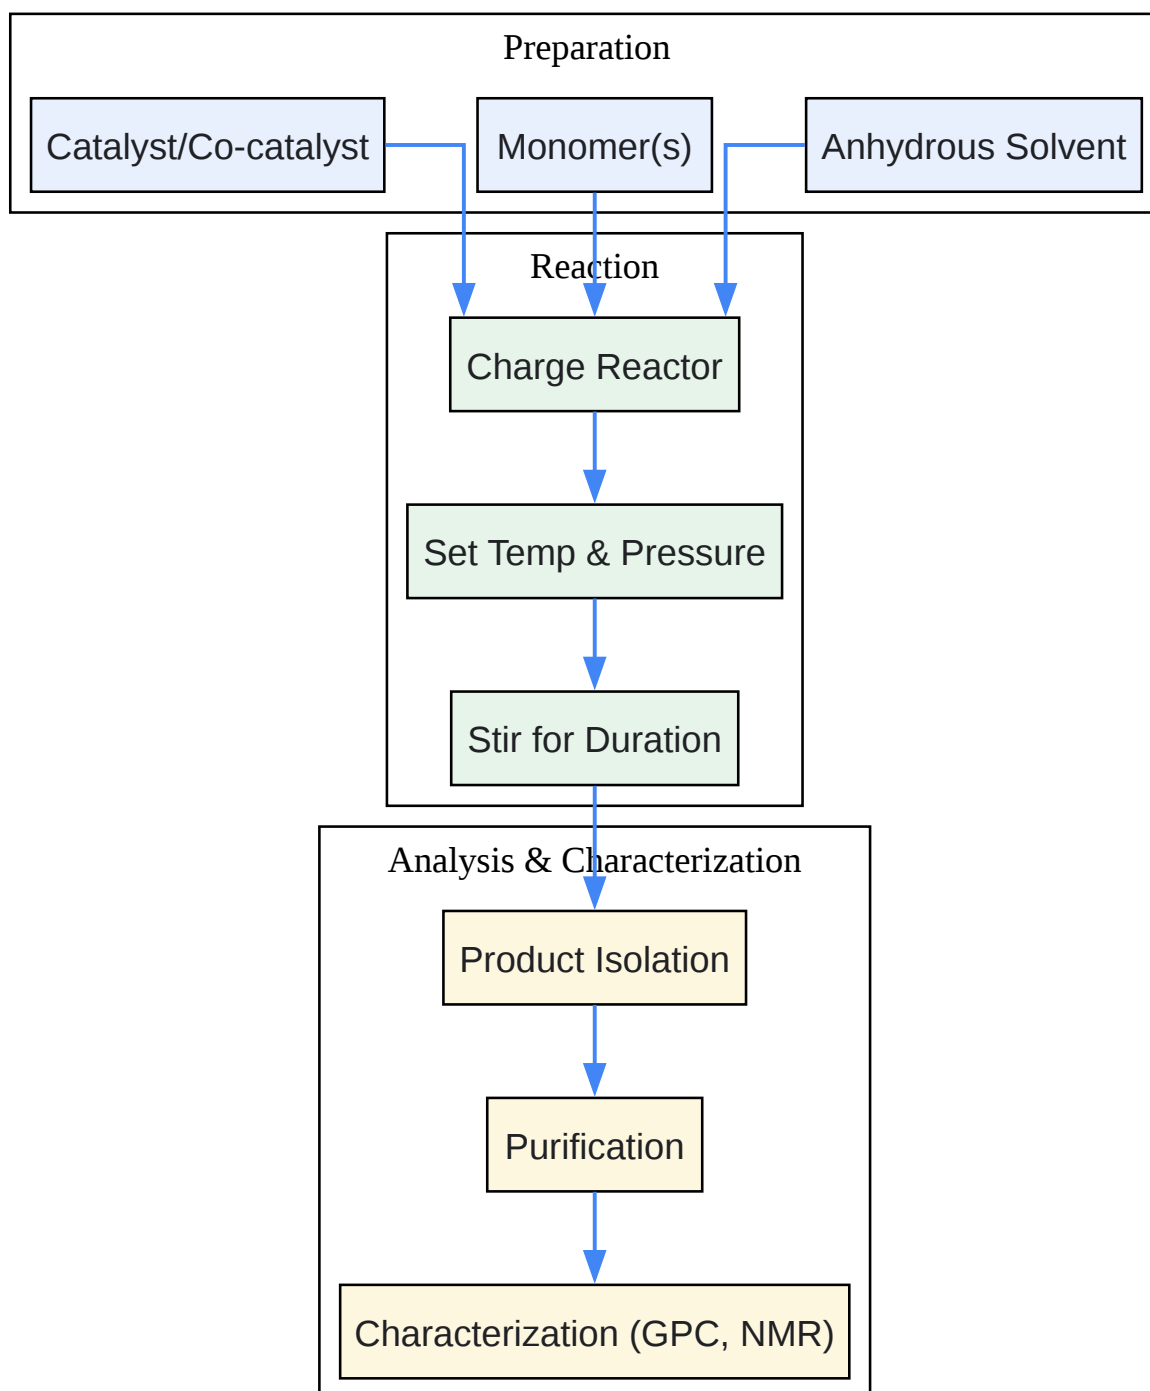 Preparation
Catalyst/Co-catalyst
Monomer(s)
Anhydrous Solvent
Reaction
Charge Reactor
Set Temp & Pressure
Stir for Duration
Analysis & Characterization
Product Isolation
Purification
Characterization (GPC, NMR)